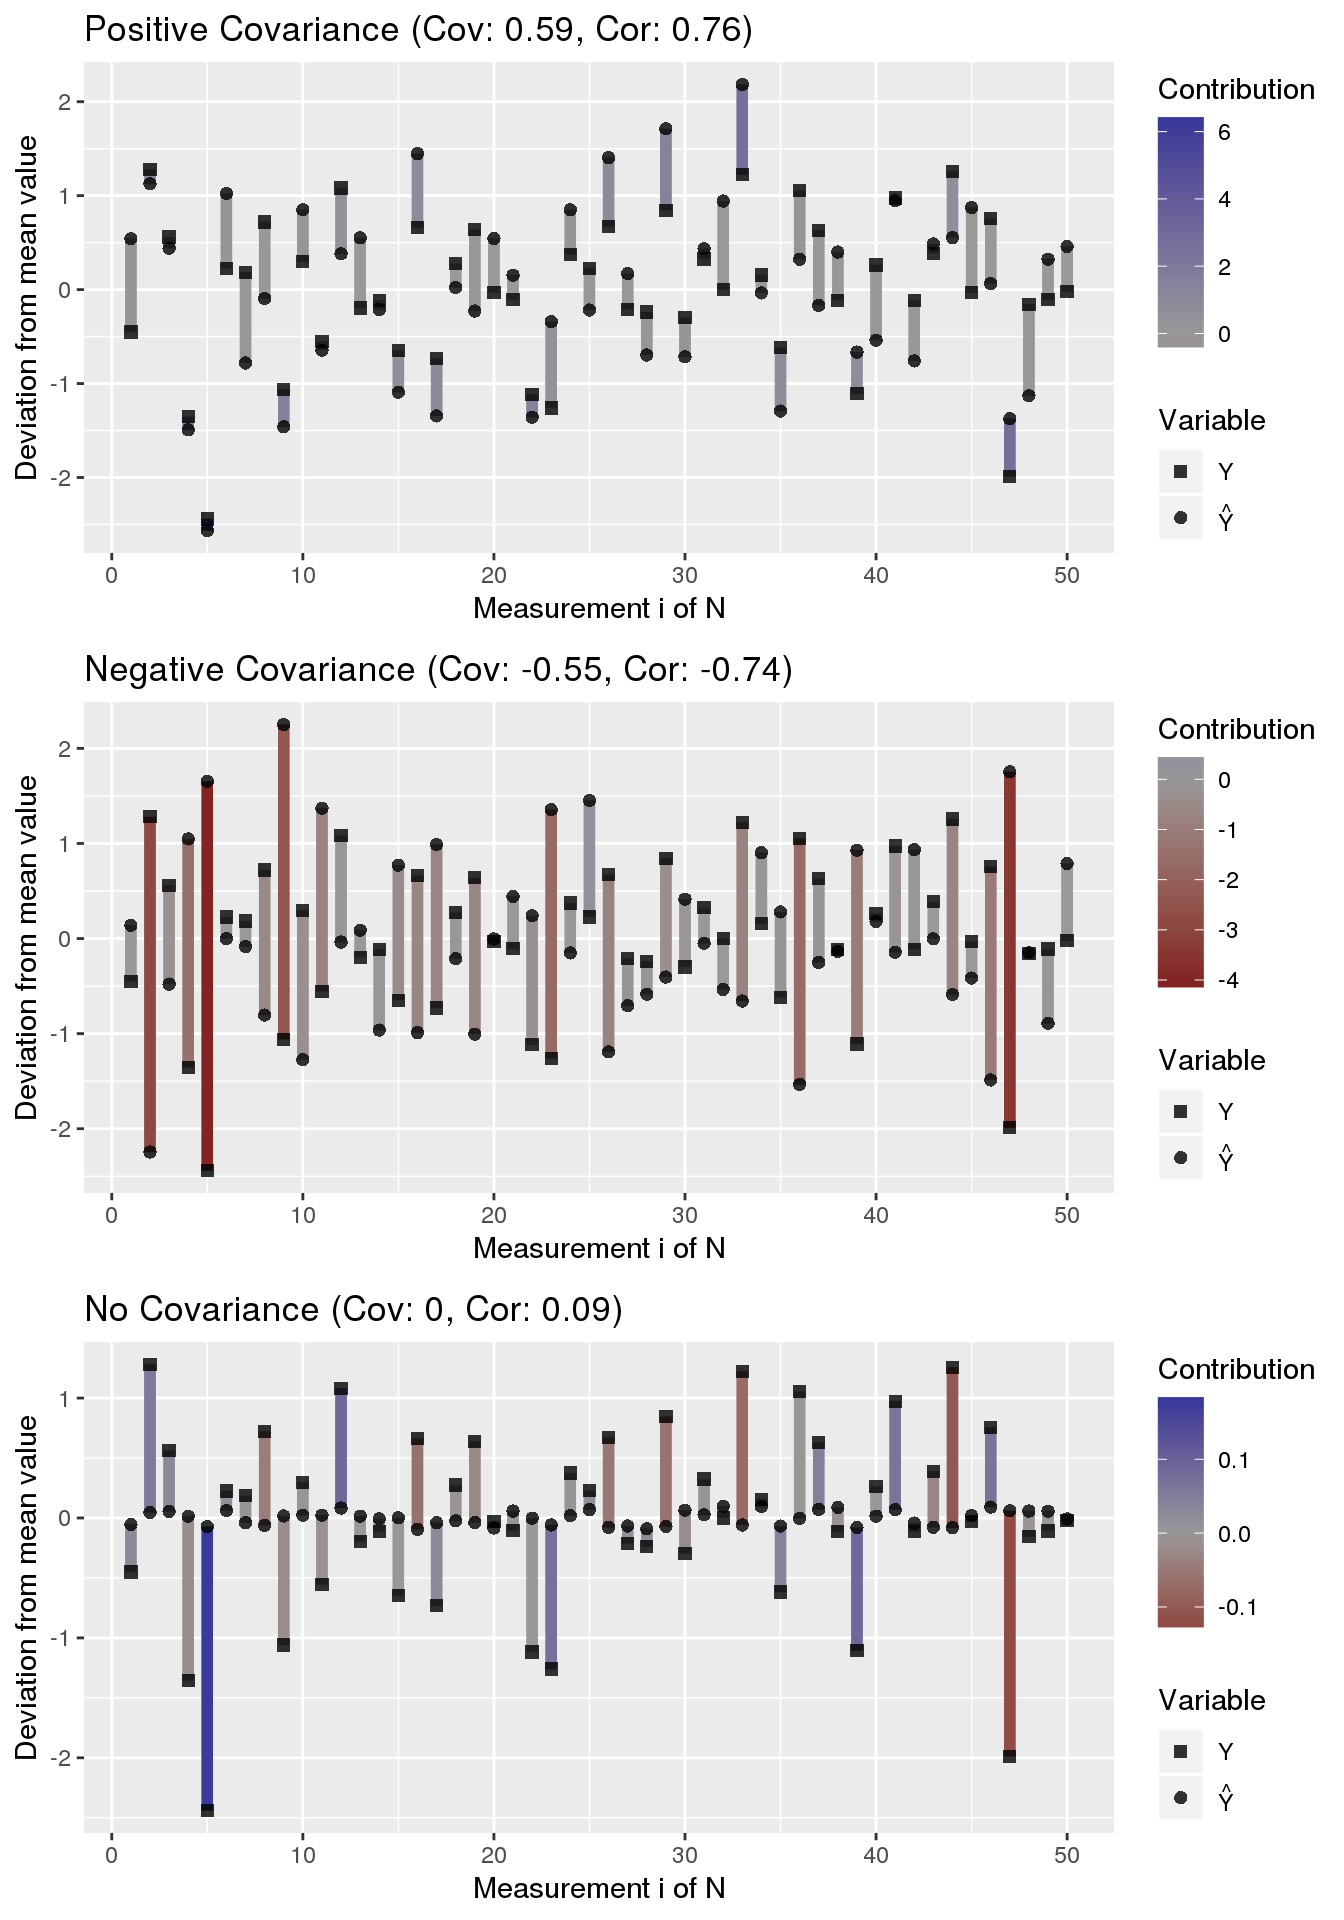 Positive Covariance (Cov: 0.59, Cor: 0.76)
Deviation from mean value
2
1
0
-1
-2
0 10 20 30 40 50
Measurement i of N
Contribution
6
4
2
0
Variable
Y
Ŷ
Negative Covariance (Cov: -0.55, Cor: -0.74)
Deviation from mean value
2
1
0
-1
-2
0 10 20 30 40 50
Measurement i of N
Contribution
0
-1
-2
-3
-4
Variable
Y
Ŷ
No Covariance (Cov: 0, Cor: 0.09)
Deviation from mean value
1
0
-1
-2
0 10 20 30 40 50
Measurement i of N
Contribution
0.1
0.0
-0.1
Variable
Y
Ŷ